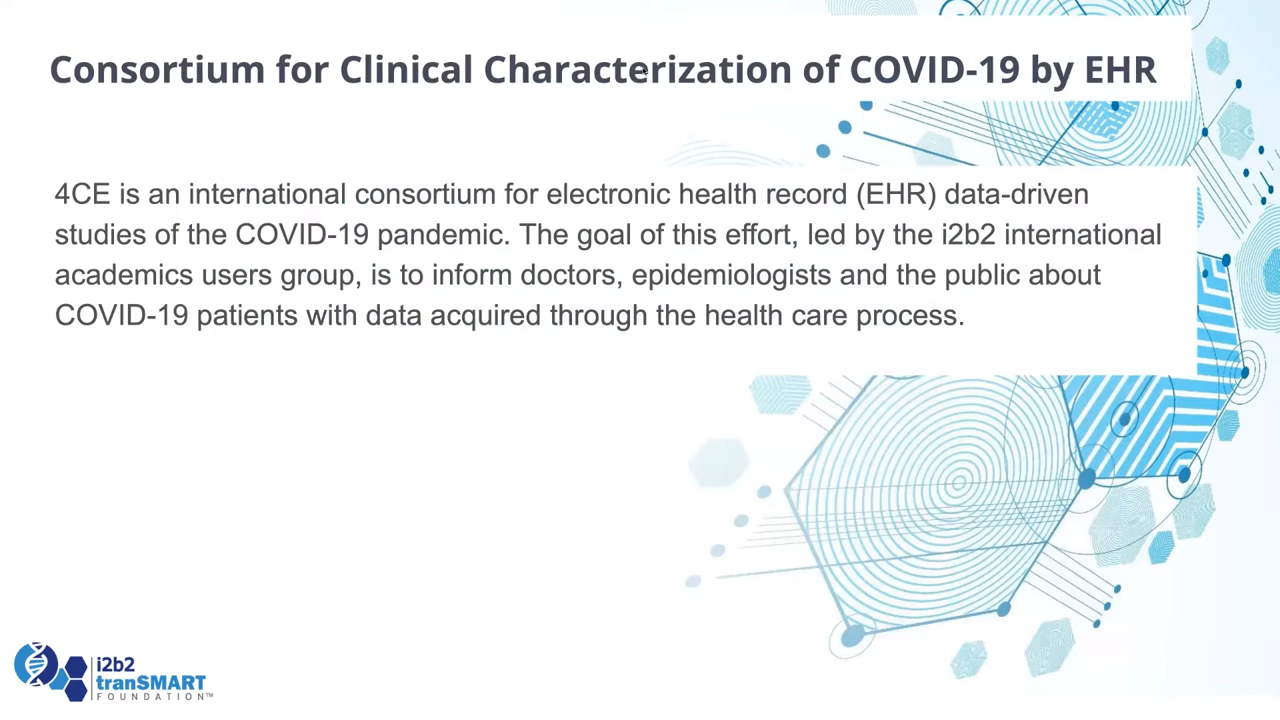 Consortium for Clinical Characterization of COVID-19 by EHR
4CE is an international consortium for electronic health record (EHR) data-driven
studies of the COVID-19 pandemic. The goal of this effort, led by the i2b2 international
academics users group, is to inform doctors, epidemiologists and the public about
COVID-19 patients with data acquired through the health care process.
i2b2
tranSMART
FOUNDATION™